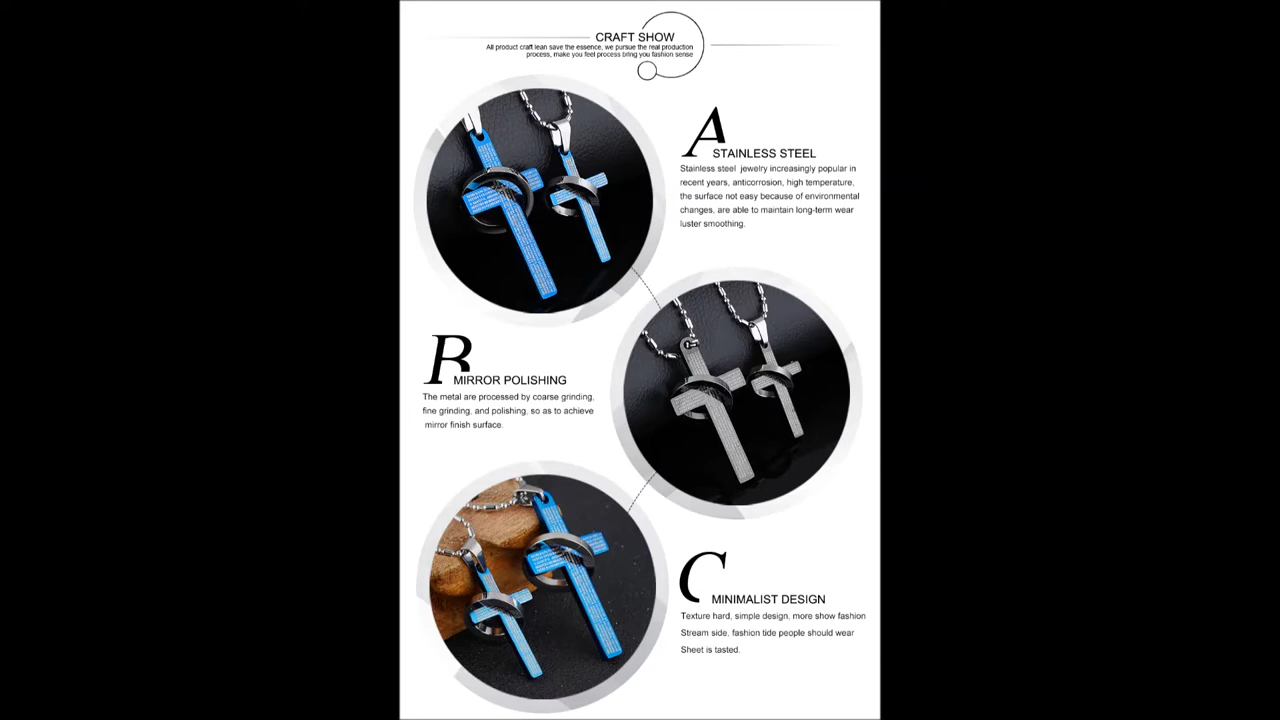 CRAFT SHOW
All product craft lean save the essence, we pursue the real production
process, make you feel process bring you fashion sense
A
STAINLESS STEEL
Stainless steel jewelry increasingly popular in
recent years, anticorrosion, high temperature,
the surface not easy because of environmental
changes, are able to maintain long-term wear
luster smoothing.
B
MIRROR POLISHING
The metal are processed by coarse grinding,
fine grinding, and polishing, so as to achieve
mirror finish surface.
C
MINIMALIST DESIGN
Texture hard, simple design, more show fashion
Stream side, fashion tide people should wear
Sheet is tasted.